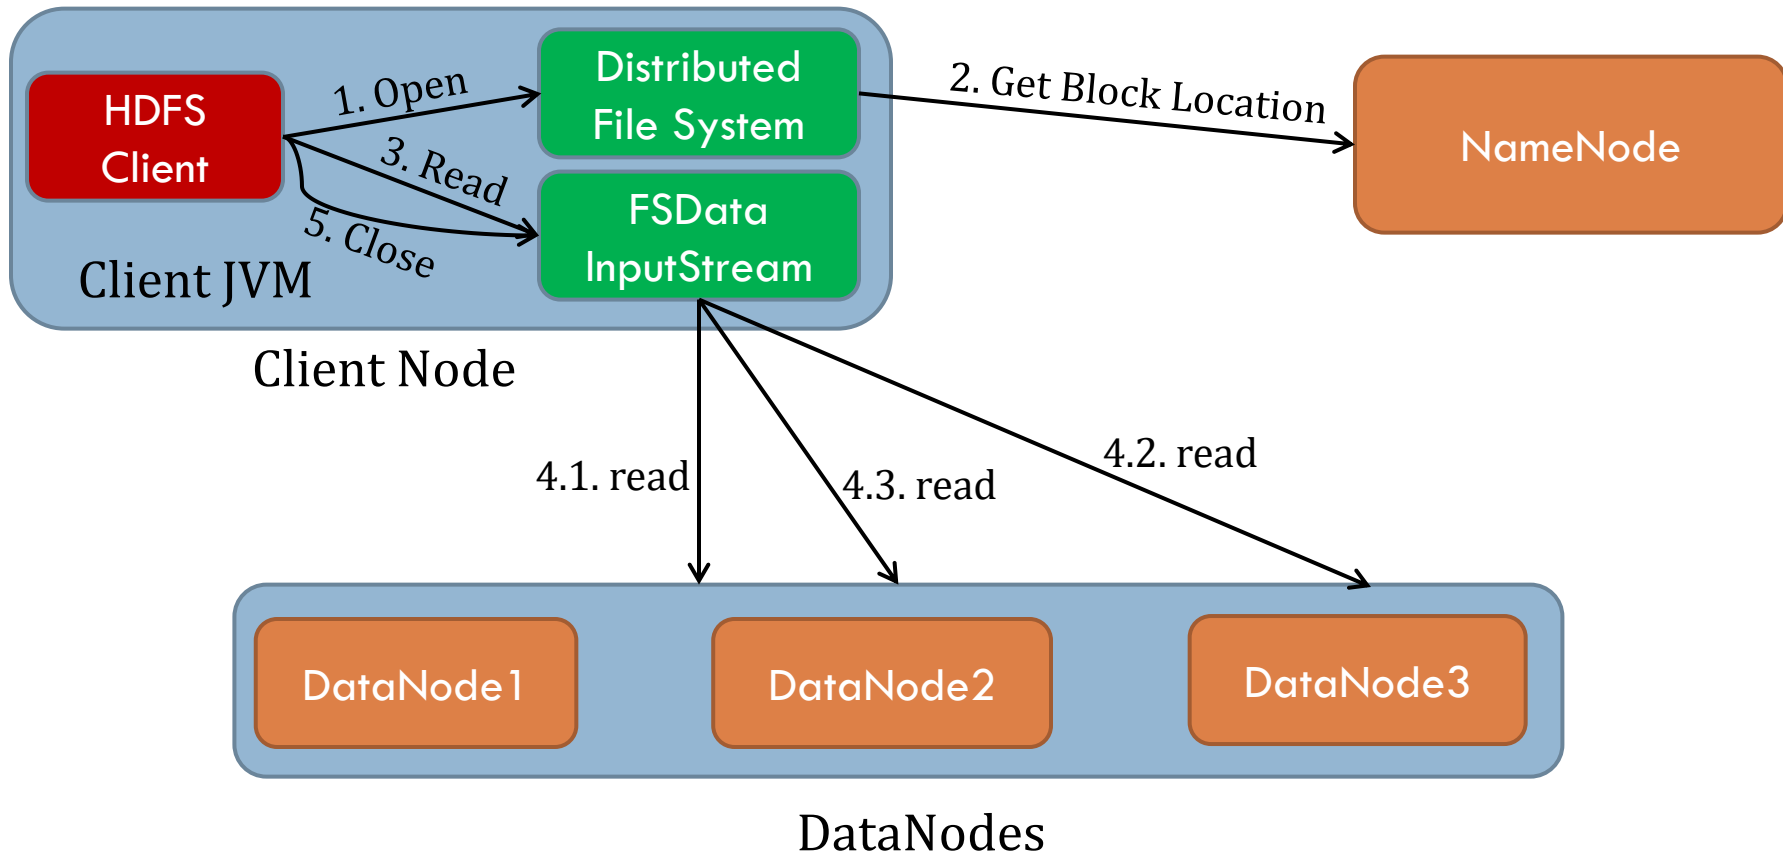 HDFS
Client
1. Open
3. Read
5. Close
Distributed
File System
FSData
InputStream
Client JVM
Client Node
2. Get Block Location
NameNode
4.1. read
4.3. read
4.2. read
DataNode1
DataNode2
DataNode3
DataNodes